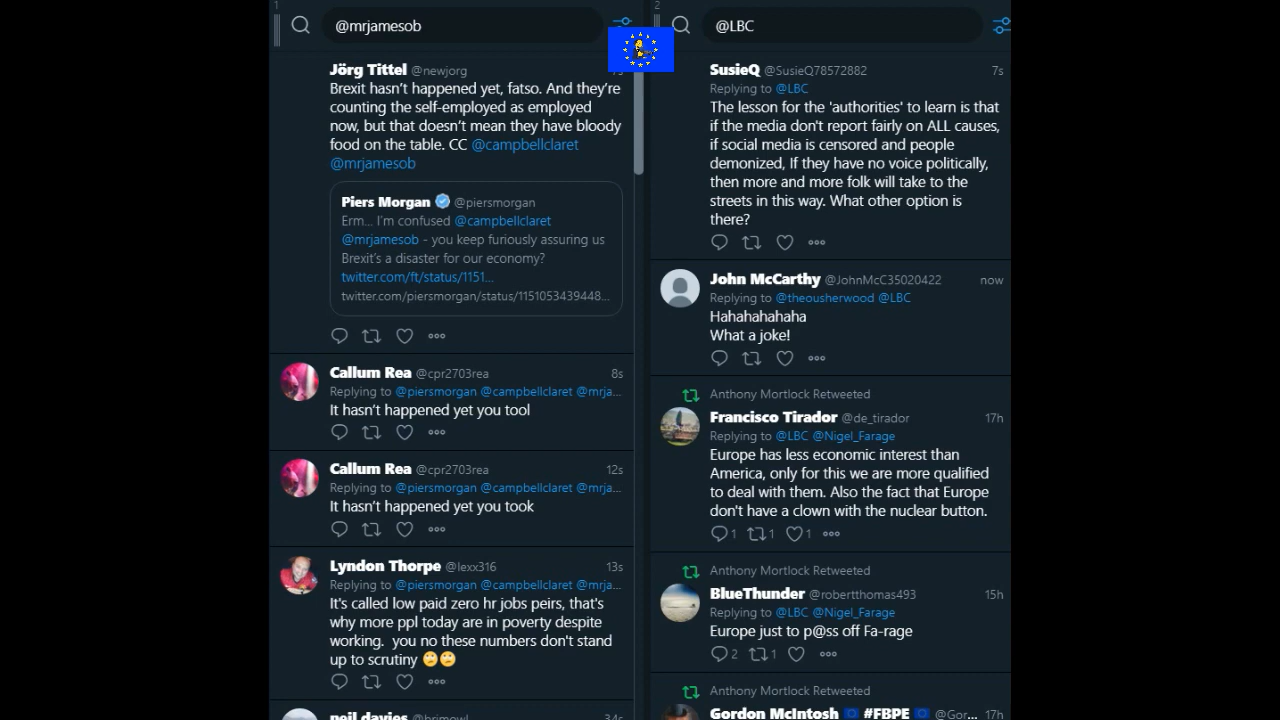 1
@mrjamesob
Jörg Tittel @newjorg
Brexit hasn't happened yet, fatso. And they're
counting the self-employed as employed
now, but that doesn't mean they have bloody
food on the table. CC @campbellclaret
@mrjamesob
Piers Morgan @piersmorgan
Erm... I'm confused @campbellclaret
@mrjamesob - you keep furiously assuring us
Brexit's a disaster for our economy?
twitter.com/ft/status/1151...
twitter.com/piersmorgan/status/1151053439448...
Callum Rea @cpr2703rea 8s
Replying to @piersmorgan @campbellclaret @mrja...
It hasn't happened yet you tool
Callum Rea @cpr2703rea 12s
Replying to @piersmorgan @campbellclaret @mrja...
It hasn't happened yet you took
Lyndon Thorpe @lexx316 13s
Replying to @piersmorgan @campbellclaret @mrja...
It's called low paid zero hr jobs peirs, that's
why more ppl today are in poverty despite
working.  you no these numbers don't stand
up to scrutiny 🙄🙄
neil davies @brimowl 34s
2
@LBC
SusieQ @SusieQ78572882 7s
Replying to @LBC
The lesson for the 'authorities' to learn is that
if the media don't report fairly on ALL causes,
if social media is censored and people
demonized, If they have no voice politically,
then more and more folk will take to the
streets in this way. What other option is
there?
John McCarthy @JohnMcC35020422 now
Replying to @theousherwood @LBC
Hahahahahaha
What a joke!
Anthony Mortlock Retweeted
Francisco Tirador @de_tirador 17h
Replying to @LBC @Nigel_Farage
Europe has less economic interest than
America, only for this we are more qualified
to deal with them. Also the fact that Europe
don't have a clown with the nuclear button.
1 1 1
Anthony Mortlock Retweeted
BlueThunder @robertthomas493 15h
Replying to @LBC @Nigel_Farage
Europe just to p@ss off Fa-rage
2 1
Anthony Mortlock Retweeted
Gordon McIntosh 🇪🇺 #FBPE 🇪🇺 @Gor... 17h